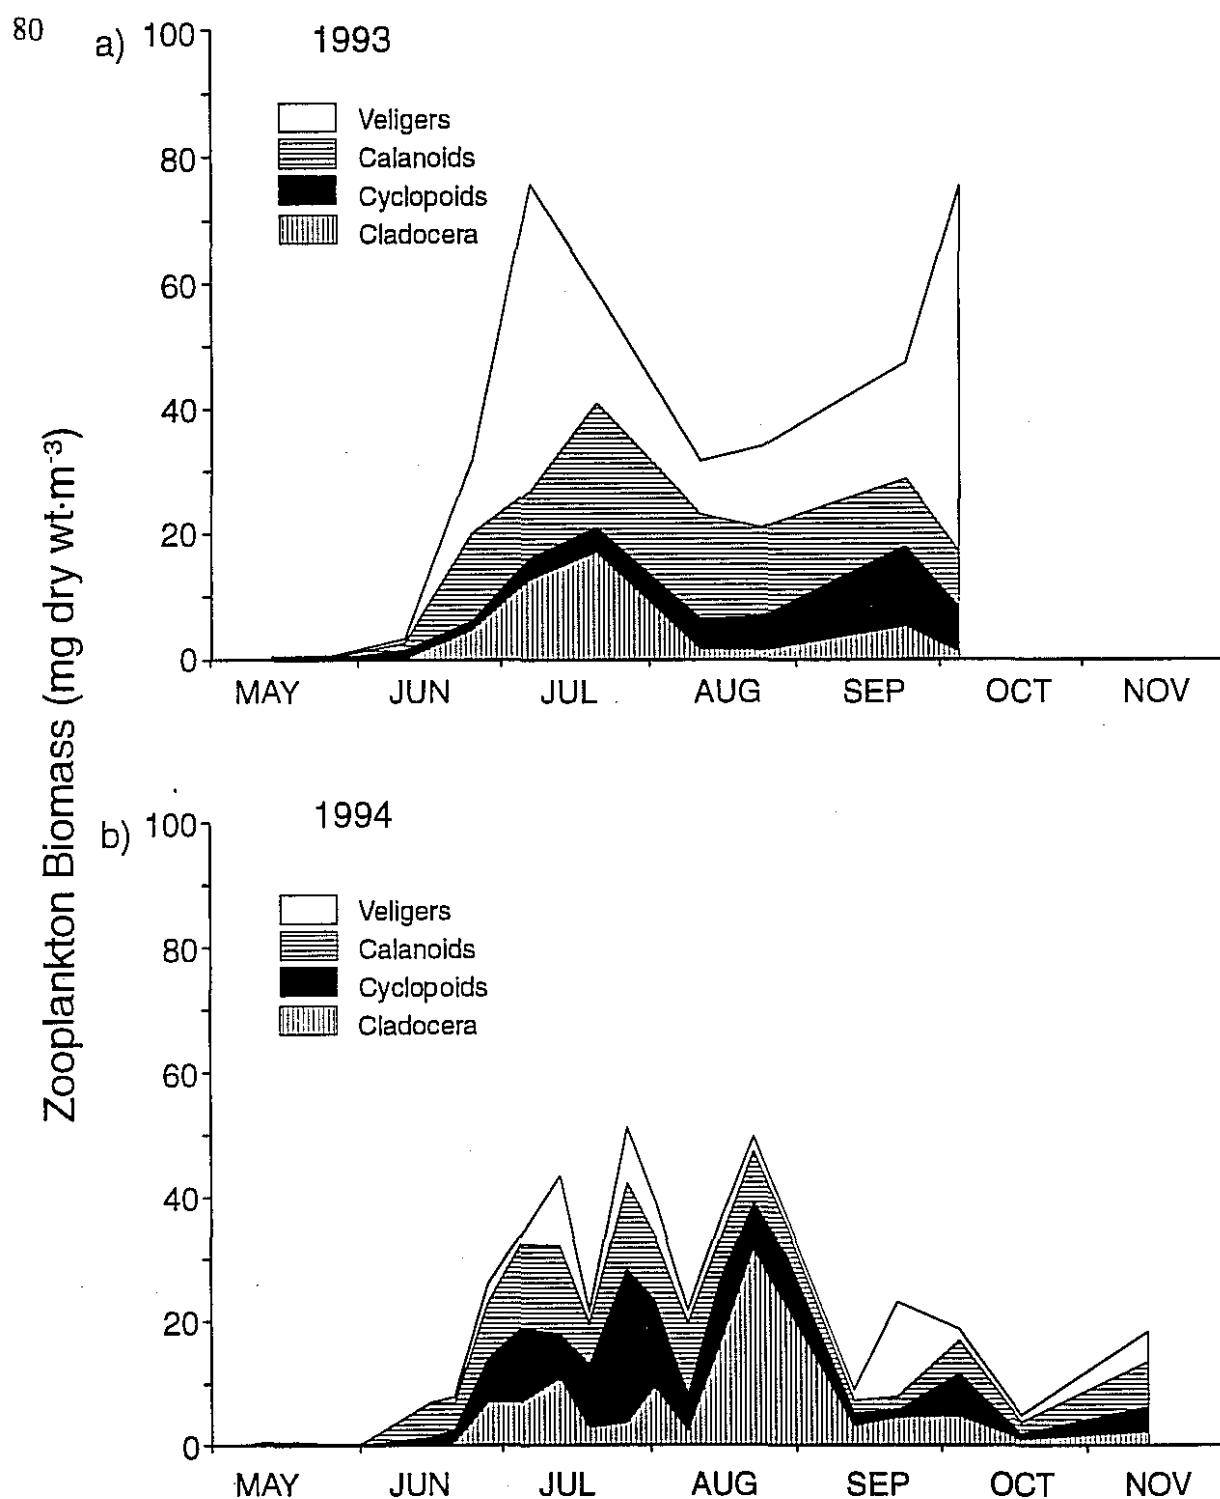 80
a)
1993
100
80
60
40
20
0
Veligers
Calanoids
Cyclopoids
Cladocera
MAY JUN JUL AUG SEP OCT NOV
Zooplankton Biomass (mg dry wt·m⁻³)
b)
1994
100
80
60
40
20
0
Veligers
Calanoids
Cyclopoids
Cladocera
MAY JUN JUL AUG SEP OCT NOV